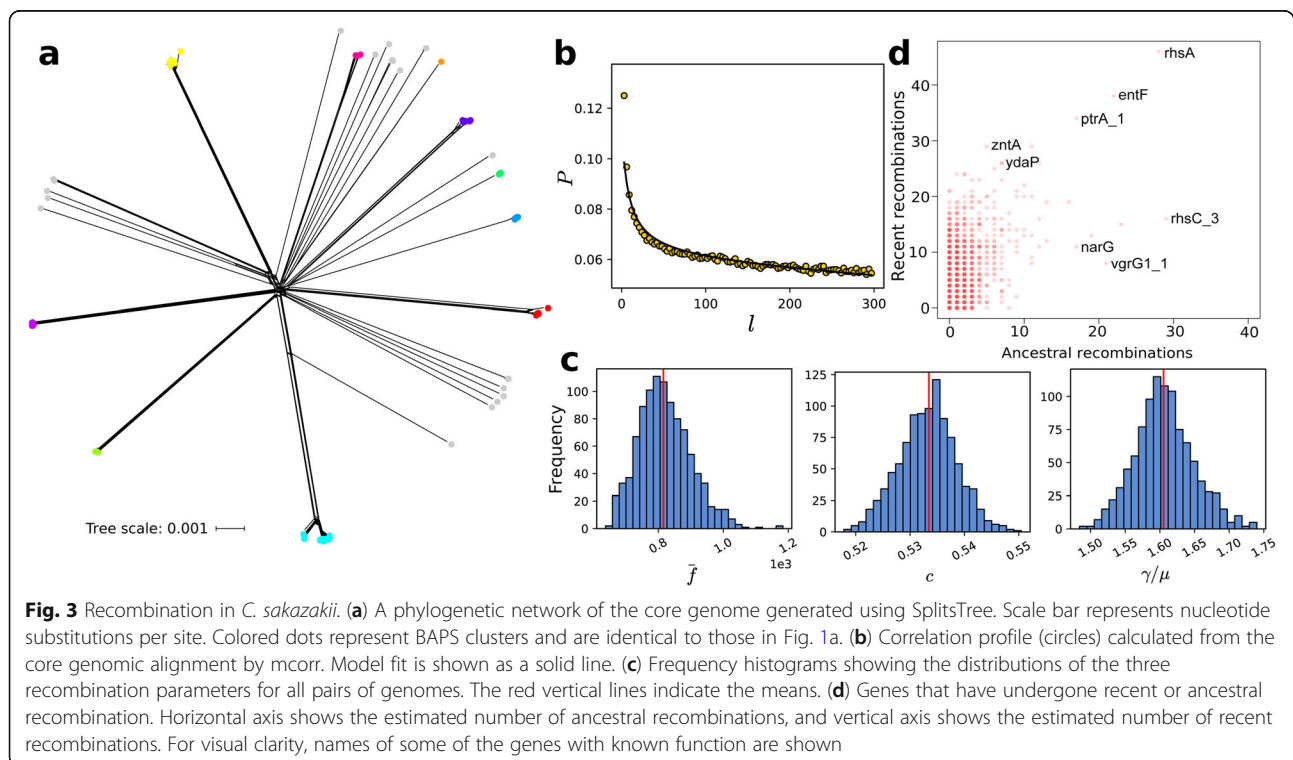 a
Tree scale: 0.001
b
P
0.12
0.10
0.08
0.06
0
100
200
300
l
d
Recent recombinations
40
30
20
10
0
0
10
20
30
40
Ancestral recombinations
rhsA
entF
ptrA_1
zntA
ydaP
rhsC_3
narG
vgrG1_1
c
Frequency
100
80
60
40
20
0
0.8
1.0
1.2
1e3
f̄
125
100
75
50
25
0
0.52
0.53
0.54
0.55
c
100
80
60
40
20
0
1.50
1.55
1.60
1.65
1.70
1.75
γ/μ
Fig. 3 Recombination in C. sakazakii. (a) A phylogenetic network of the core genome generated using SplitsTree. Scale bar represents nucleotide
substitutions per site. Colored dots represent BAPS clusters and are identical to those in Fig. 1a. (b) Correlation profile (circles) calculated from the
core genomic alignment by mcorr. Model fit is shown as a solid line. (c) Frequency histograms showing the distributions of the three
recombination parameters for all pairs of genomes. The red vertical lines indicate the means. (d) Genes that have undergone recent or ancestral
recombination. Horizontal axis shows the estimated number of ancestral recombinations, and vertical axis shows the estimated number of recent
recombinations. For visual clarity, names of some of the genes with known function are shown